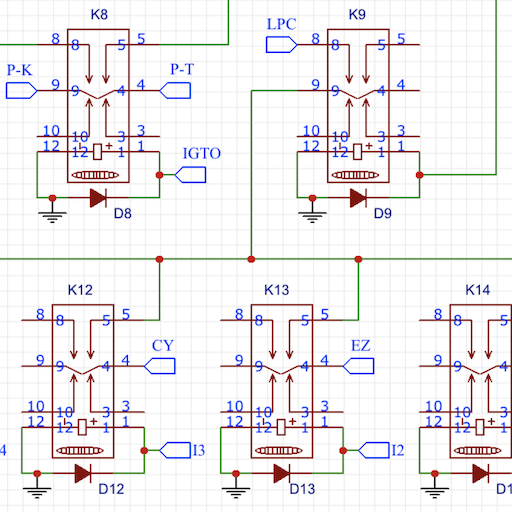 K8
K9
LPC
8 8 5 5
8 8 5 5
P-K
P-T
9 9 4 4
9 9 4 4
10 10 3 3
10 10 3 3
12 12 + 1 1
12 12 + 1 1
IGTO
D8
D9
K12
K13
K14
8 8 5 5
8 8 5 5
8 8 5
CY
EZ
9 9 4 4
9 9 4 4
9 9 4
10 10 3 3
10 10 3 3
10 10 3
12 12 + 1 1
12 12 + 1 1
12 12 + 1
4
I3
I2
D12
D13
D1